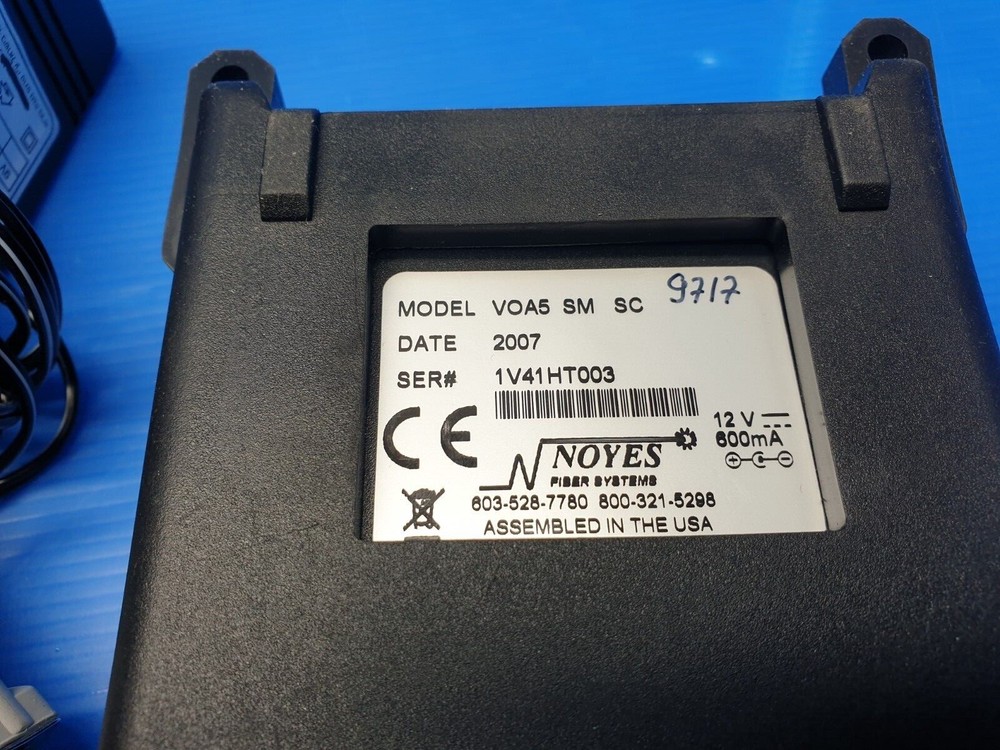 MODEL VOA5 SM SC 9717
DATE 2007
SER# 1V41HT003
CE
12 V
600mA
NOYES
FIBER SYSTEMS
603-528-7780 800-321-5298
ASSEMBLED IN THE USA